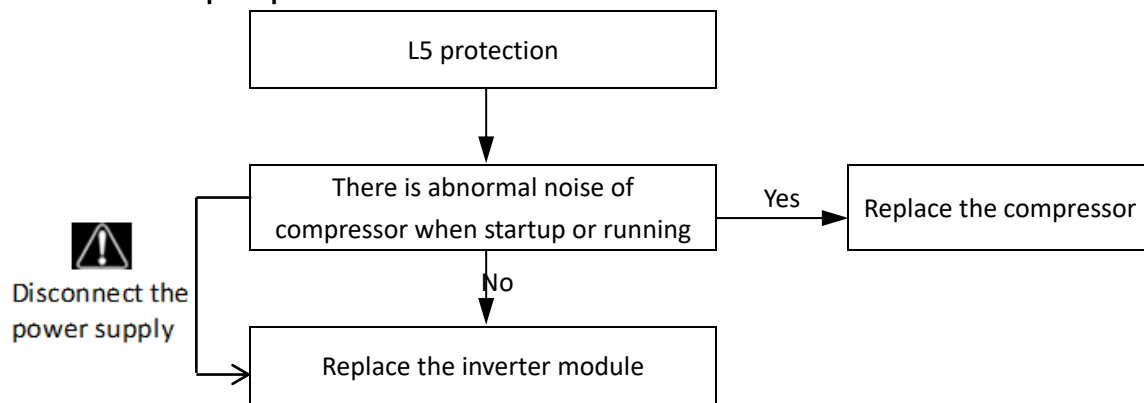 L5 protection
There is abnormal noise of
compressor when startup or running
Yes
Replace the compressor
Disconnect the
power supply
No
Replace the inverter module